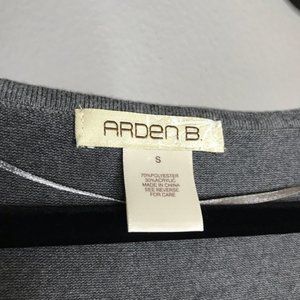 ARDEN B.
S
70%POLYESTER
30%ACRYLIC
MADE IN CHINA
SEE REVERSE
FOR CARE